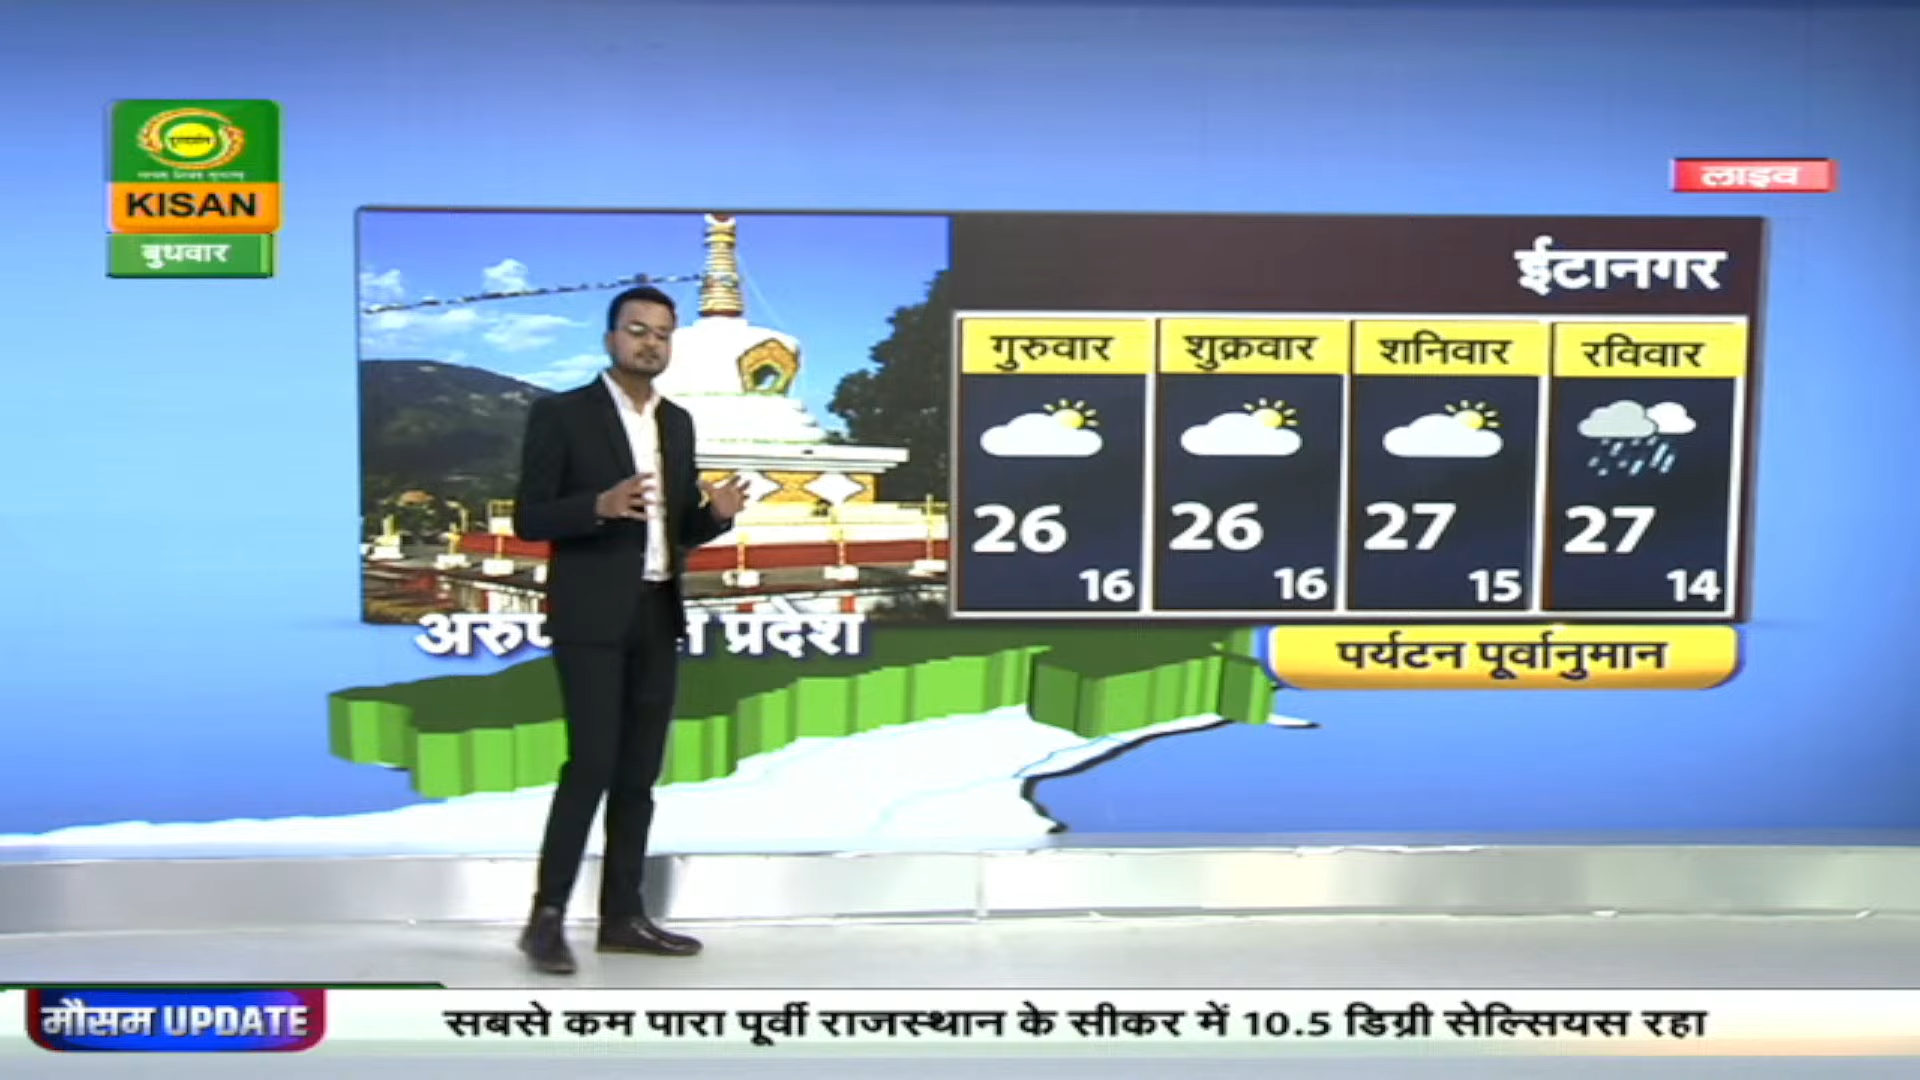 KISAN
बुधवार
लाइव
ईटानगर
गुरुवार शुक्रवार शनिवार रविवार
26 26 27 27
16 16 15 14
प्रदेश
पर्यटन पूर्वानुमान
मौसम UPDATE
सबसे कम पारा पूर्वी राजस्थान के सीकर में 10.5 डिग्री सेल्सियस रहा